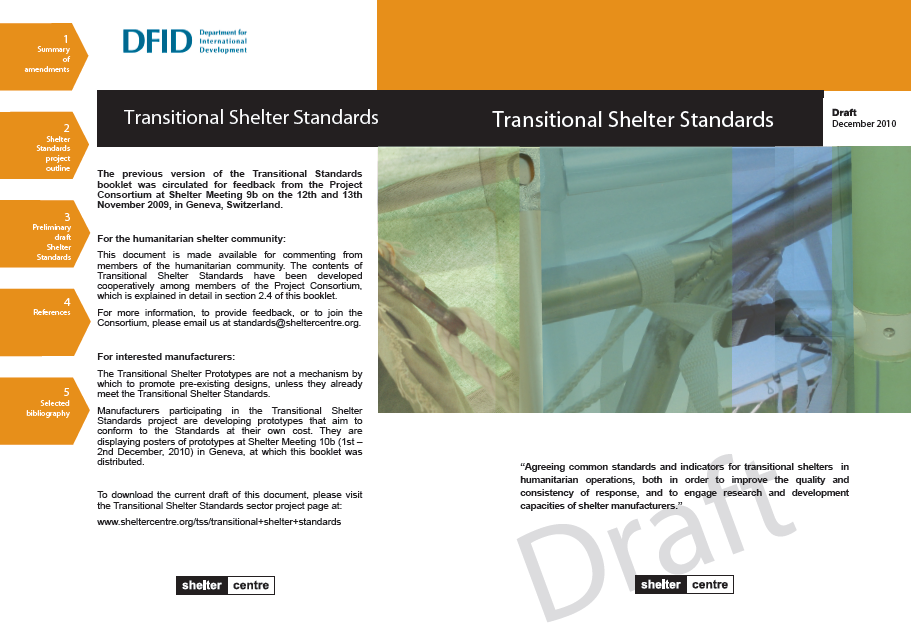 1
Summary
of
amendments
2
Shelter
Standards
project
outline
3
Preliminary
draft
Shelter
Standards
4
References
5
Selected
bibliography
DFID
Department for
International
Development
Transitional Shelter Standards
The previous version of the Transitional Standards
booklet was circulated for feedback from the Project
Consortium at Shelter Meeting 9b on the 12th and 13th
November 2009, in Geneva, Switzerland.
For the humanitarian shelter community:
This document is made available for commenting from
members of the humanitarian community. The contents of
Transitional Shelter Standards have been developed
cooperatively among members of the Project Consortium,
which is explained in detail in section 2.4 of this booklet.
For more information, to provide feedback, or to join the
Consortium, please email us at standards@sheltercentre.org.
For interested manufacturers:
The Transitional Shelter Prototypes are not a mechanism by
which to promote pre-existing designs, unless they already
meet the Transitional Shelter Standards.
Manufacturers participating in the Transitional Shelter
Standards project are developing prototypes that aim to
conform to the Standards at their own cost. They are
displaying posters of prototypes at Shelter Meeting 10b (1st –
2nd December, 2010) in Geneva, at which this booklet was
distributed.
To download the current draft of this document, please visit
the Transitional Shelter Standards sector project page at:
www.sheltercentre.org/tss/transitional+shelter+standards
shelter centre
Transitional Shelter Standards
Draft
December 2010
“Agreeing common standards and indicators for transitional shelters in
humanitarian operations, both in order to improve the quality and
consistency of response, and to engage research and development
capacities of shelter manufacturers.”
Draft
shelter centre